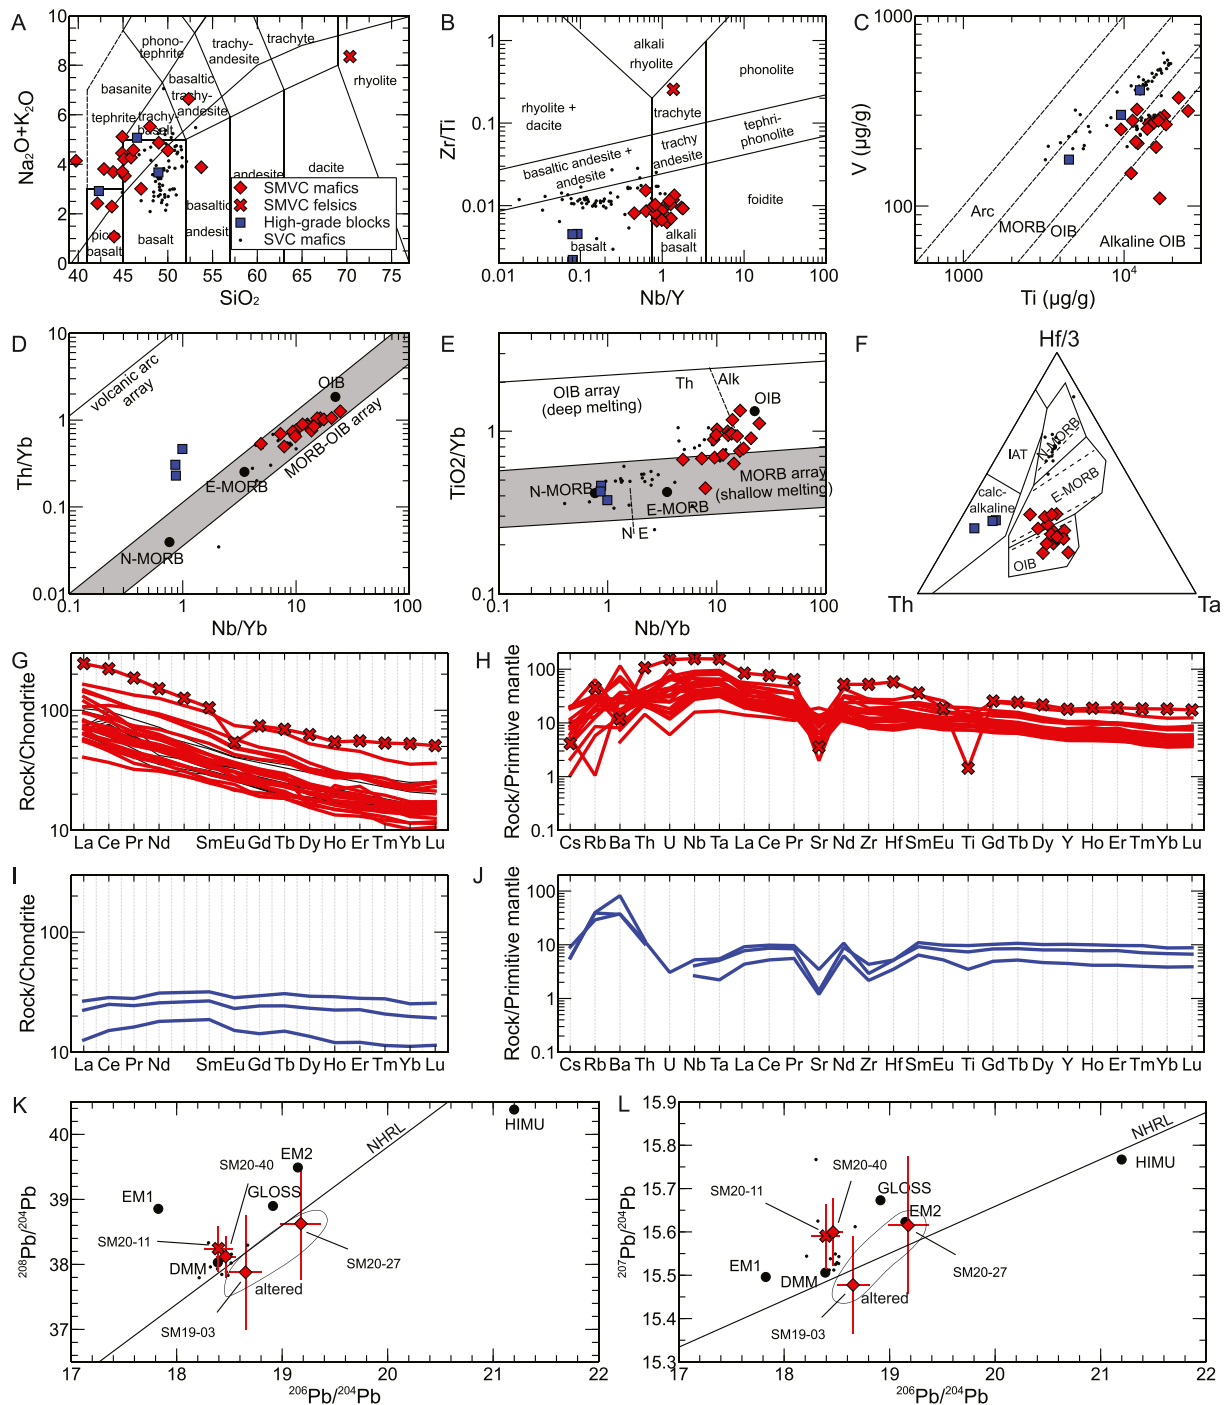 A
Na₂O+K₂O
10
8
6
4
2
0
40
45
50
55
60
65
70
75
SiO₂
phono-
tephrite
trachy-
andesite
trachyte
rhyolite
basanite
basaltic
trachy-
andesite
tephrite
trachy
basalt
andesite
dacite
basaltic
andesite
picro
basalt
basalt
SMVC mafics
SMVC felsics
High-grade blocks
SVC mafics
B
Zr/Ti
1
0.1
0.01
0.01
0.1
1
10
100
Nb/Y
alkali
rhyolite
phonolite
rhyolite +
dacite
trachyte
tephri-
phonolite
trachy
andesite
basaltic andesite +
andesite
foidite
basalt
alkali
basalt
C
V (µg/g)
1000
100
1000
10⁴
Ti (µg/g)
Arc
MORB
OIB
Alkaline OIB
D
Th/Yb
10
1
0.1
0.01
0.1
1
10
100
Nb/Yb
volcanic arc
array
OIB
MORB-OIB array
E-MORB
N-MORB
E
TiO2/Yb
1
0.1
0.1
1
10
100
Nb/Yb
OIB array
(deep melting)
Th
Alk
OIB
MORB array
(shallow melting)
N-MORB
E-MORB
N
E
F
Hf/3
Th
Ta
IAT
N-MORB
calc-
alkaline
E-MORB
OIB
G
Rock/Chondrite
100
10
La Ce Pr Nd Sm Eu Gd Tb Dy Ho Er Tm Yb Lu
H
Rock/Primitive mantle
100
10
1
0.1
Cs Rb Ba Th U Nb Ta La Ce Pr Sr Nd Zr Hf Sm Eu Ti Gd Tb Dy Y Ho Er Tm Yb Lu
I
Rock/Chondrite
100
10
La Ce Pr Nd Sm Eu Gd Tb Dy Ho Er Tm Yb Lu
J
Rock/Primitive mantle
100
10
1
0.1
Cs Rb Ba Th U Nb Ta La Ce Pr Sr Nd Zr Hf Sm Eu Ti Gd Tb Dy Y Ho Er Tm Yb Lu
K
²⁰⁸Pb/²⁰⁴Pb
40
39
38
37
17
18
19
20
21
22
²⁰⁶Pb/²⁰⁴Pb
NHRL
HIMU
EM2
SM20-40
EM1
GLOSS
SM20-11
DMM
SM20-27
altered
SM19-03
L
²⁰⁷Pb/²⁰⁴Pb
15.9
15.8
15.7
15.6
15.5
15.4
15.3
17
18
19
20
21
22
²⁰⁶Pb/²⁰⁴Pb
NHRL
HIMU
SM20-40
SM20-11
GLOSS
EM2
EM1
DMM
SM20-27
altered
SM19-03